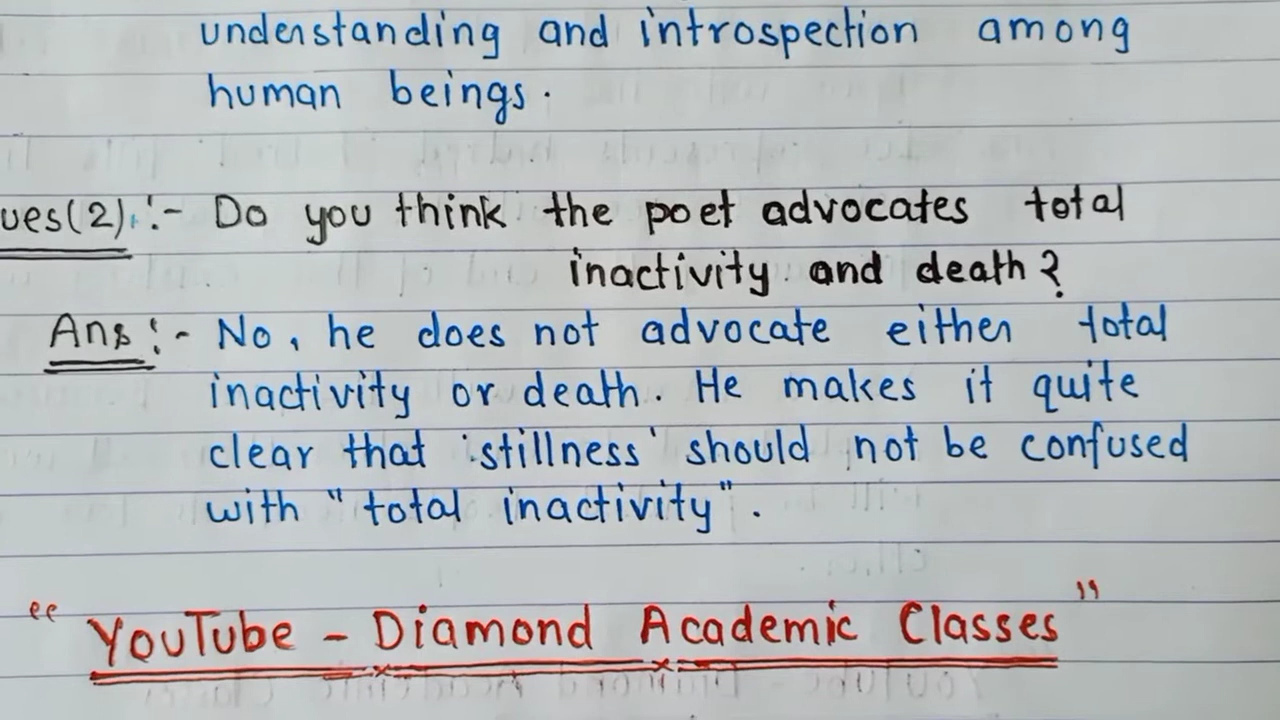 understanding and introspection among
human beings.
ues(2).:- Do you think the poet advocates total
inactivity and death?
Ans:- No, he does not advocate either total
inactivity or death. He makes it quite
clear that 'stillness' should not be confused
with "total inactivity".
"YouTube - Diamond Academic Classes"